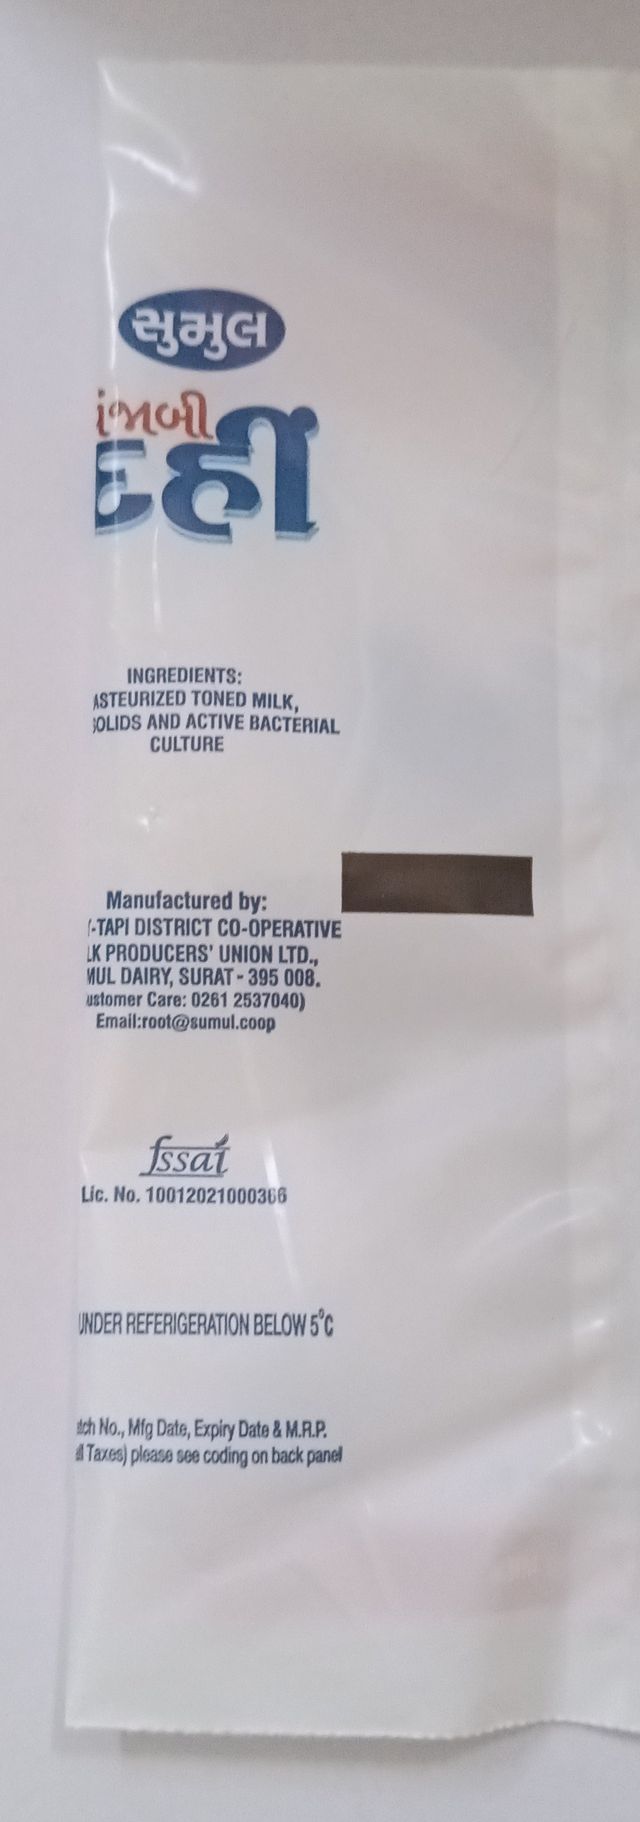 સુમુલ
ંજાબી
દહીં
INGREDIENTS:
ASTEURIZED TONED MILK,
SOLIDS AND ACTIVE BACTERIAL
CULTURE
Manufactured by:
-TAPI DISTRICT CO-OPERATIVE
LK PRODUCERS' UNION LTD.,
MUL DAIRY, SURAT - 395 008.
ustomer Care: 0261 2537040)
Email:root@sumul.coop
fssai
Lic. No. 10012021000366
UNDER REFERIGERATION BELOW 5°C
tch No., Mfg Date, Expiry Date & M.R.P.
ll Taxes) please see coding on back panel